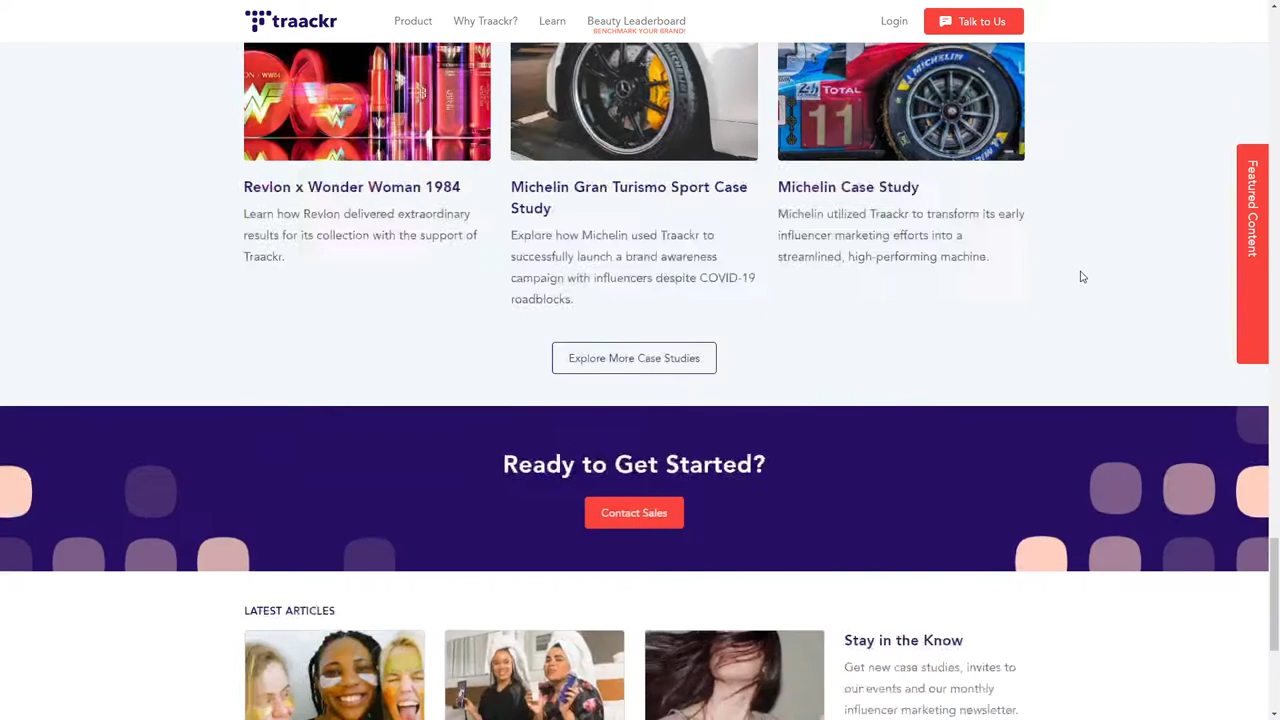 traackr
Product
Why Traackr?
Learn
Beauty Leaderboard
BENCHMARK YOUR BRAND!
Login
Talk to Us
MICHELIN
MICHELIN
TOTAL
11
Revlon x Wonder Woman 1984
Learn how Revlon delivered extraordinary
results for its collection with the support of
Traackr.
Michelin Gran Turismo Sport Case
Study
Explore how Michelin used Traackr to
successfully launch a brand awareness
campaign with influencers despite COVID-19
roadblocks.
Michelin Case Study
Michelin utilized Traackr to transform its early
influencer marketing efforts into a
streamlined, high-performing machine.
Featured Content
Explore More Case Studies
Ready to Get Started?
Contact Sales
LATEST ARTICLES
Stay in the Know
Get new case studies, invites to
our events and our monthly
influencer marketing newsletter.